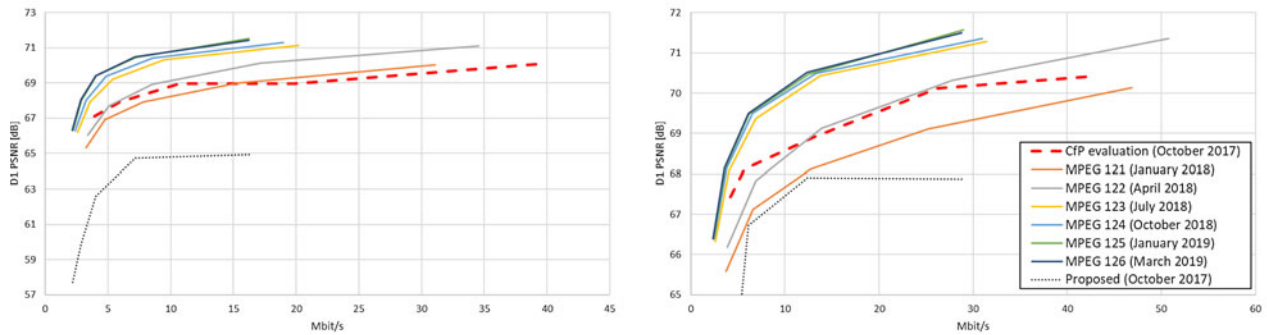 73
71
69
67
65
63
61
59
57
D1 PSNR [dB]
0 5 10 15 20 25 30 35 40 45
Mbit/s
72
71
70
69
68
67
66
65
D1 PSNR [dB]
0 10 20 30 40 50 60
Mbit/s
CfP evaluation (October 2017)
MPEG 121 (January 2018)
MPEG 122 (April 2018)
MPEG 123 (July 2018)
MPEG 124 (October 2018)
MPEG 125 (January 2019)
MPEG 126 (March 2019)
Proposed (October 2017)